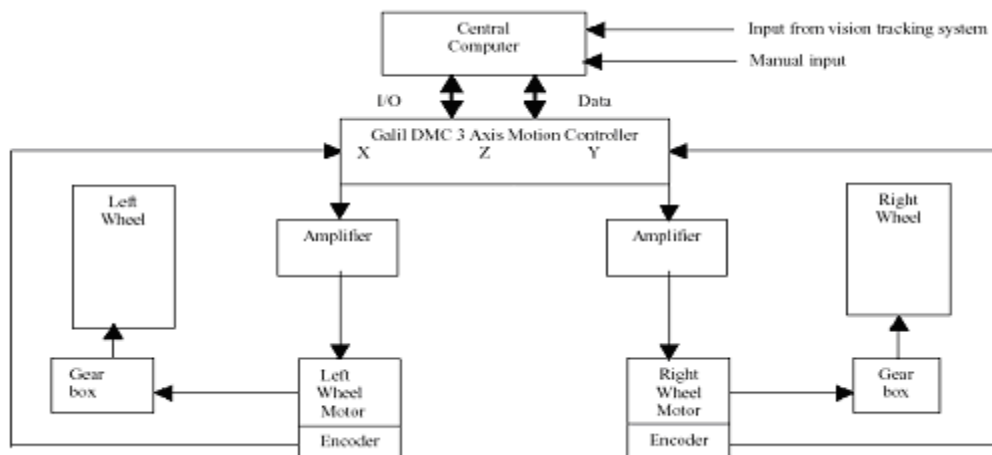 Central
Computer
Input from vision tracking system
Manual input
I/O
Data
Galil DMC 3 Axis Motion Controller
X Z Y
Left
Wheel
Amplifier
Amplifier
Right
Wheel
Gear
box
Left
Wheel
Motor
Encoder
Right
Wheel
Motor
Encoder
Gear
box